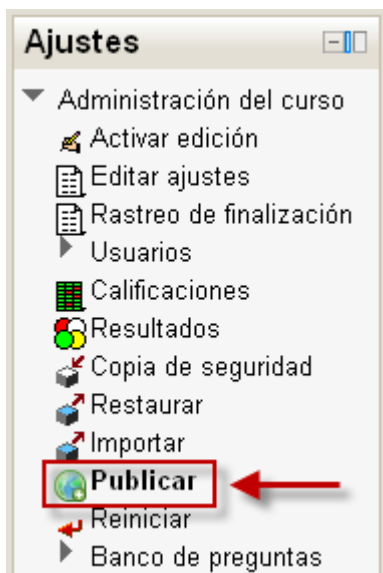 Ajustes
Administración del curso
Activar edición
Editar ajustes
Rastreo de finalización
Usuarios
Calificaciones
Resultados
Copia de seguridad
Restaurar
Importar
Publicar
Reiniciar
Banco de preguntas